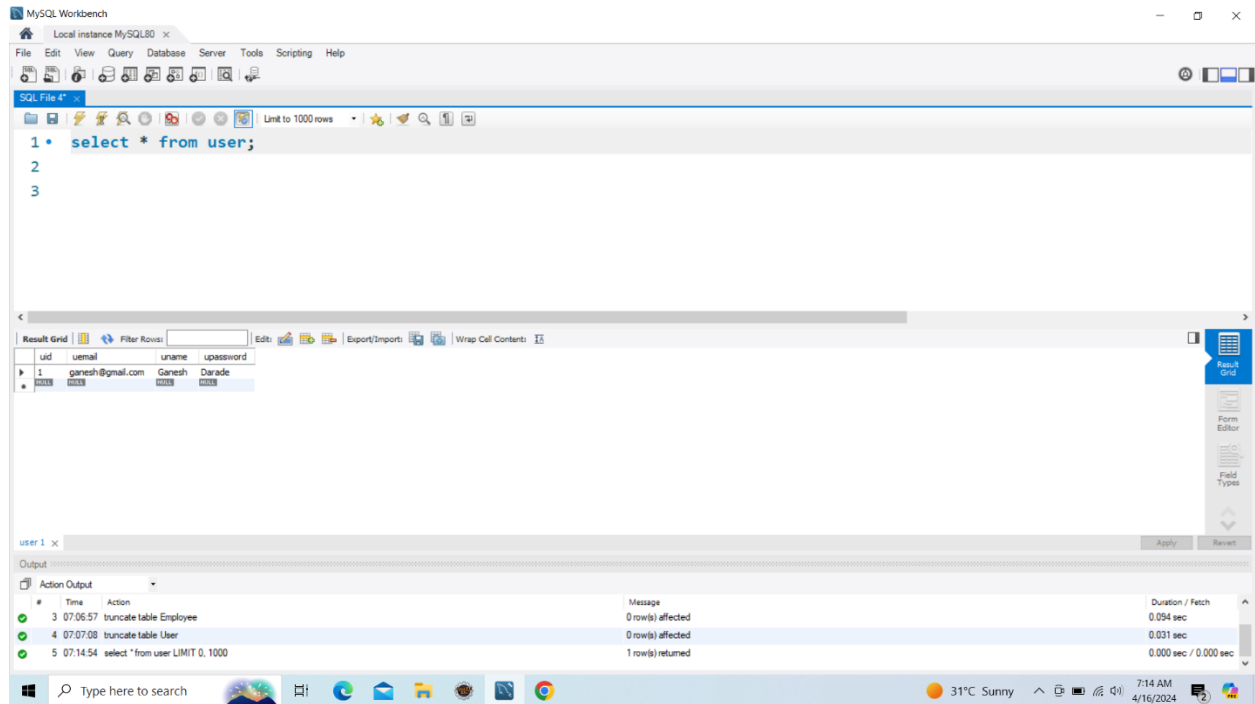 MySQL Workbench
Local instance MySQL80
File Edit View Query Database Server Tools Scripting Help
SQL File 4*
Limit to 1000 rows
1 select * from user;
2
3
Result Grid Filter Rows: Edit: Export/Import: Wrap Cell Content:
uid uemail uname upassword
1 ganesh@gmail.com Ganesh Darade
NULL NULL NULL NULL
Result Grid
Form Editor
Field Types
user 1 Apply Revert
Output
Action Output
# Time Action Message Duration / Fetch
3 07:06:57 truncate table Employee 0 row(s) affected 0.094 sec
4 07:07:08 truncate table User 0 row(s) affected 0.031 sec
5 07:14:54 select * from user LIMIT 0, 1000 1 row(s) returned 0.000 sec / 0.000 sec
Type here to search 31°C Sunny 7:14 AM
4/16/2024 2